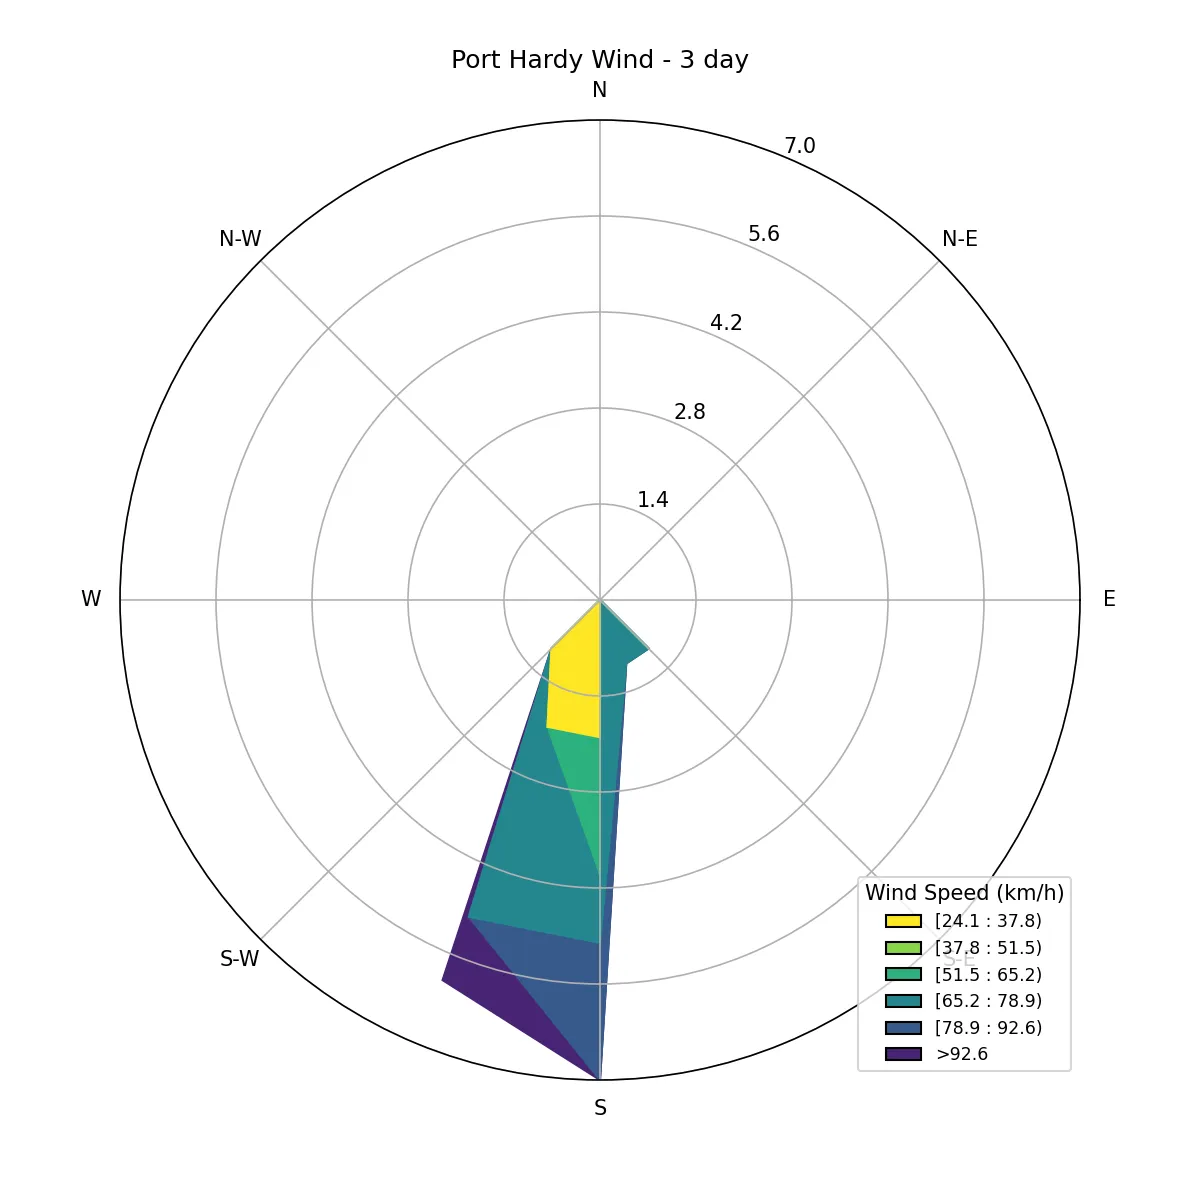 Port Hardy Wind - 3 day
N
7.0
N-W
5.6
N-E
4.2
2.8
1.4
W
E
Wind Speed (km/h)
[24.1 : 37.8)
[37.8 : 51.5)
S-W
S-E
[51.5 : 65.2)
[65.2 : 78.9)
[78.9 : 92.6)
>92.6
S